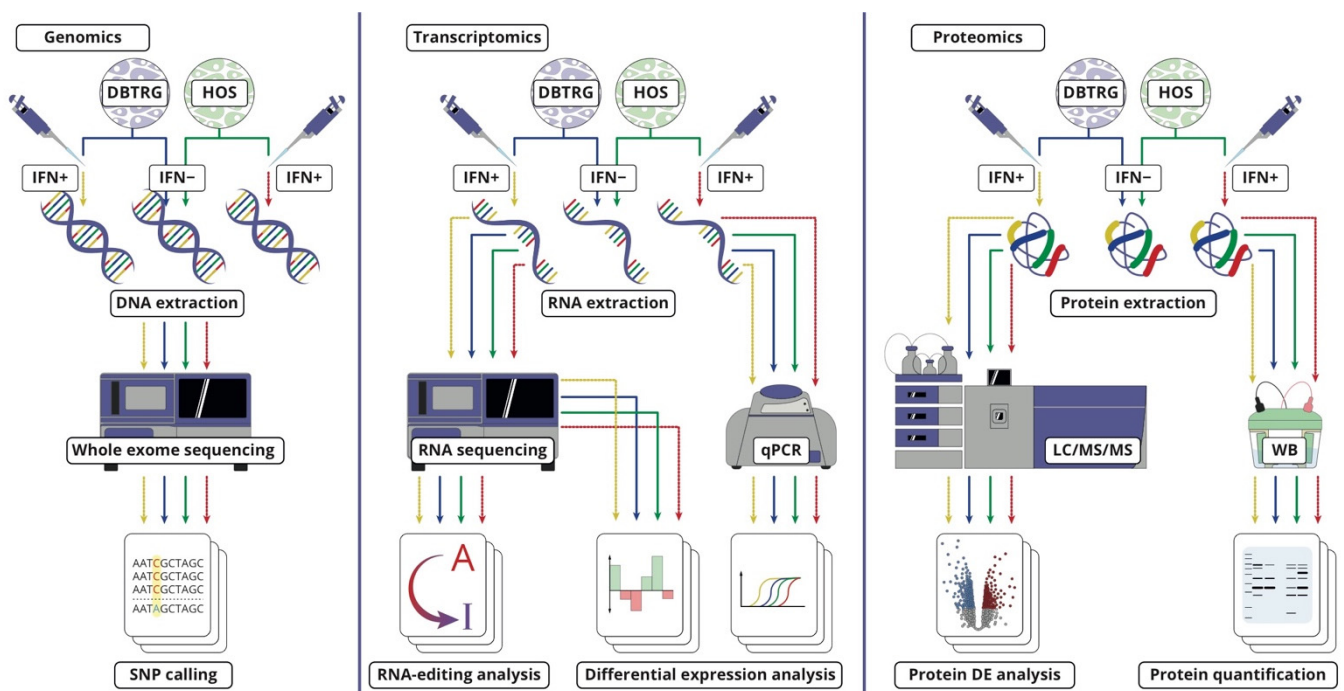 Genomics
DBTRG
HOS
IFN+
IFN−
IFN+
DNA extraction
Whole exome sequencing
AATCGCTAGC
AATCGCTAGC
AATCGCTAGC
AATAGCTAGC
SNP calling
Transcriptomics
DBTRG
HOS
IFN+
IFN−
IFN+
RNA extraction
RNA sequencing
qPCR
A
I
RNA-editing analysis
Differential expression analysis
Proteomics
DBTRG
HOS
IFN+
IFN−
IFN+
Protein extraction
LC/MS/MS
WB
Protein DE analysis
Protein quantification